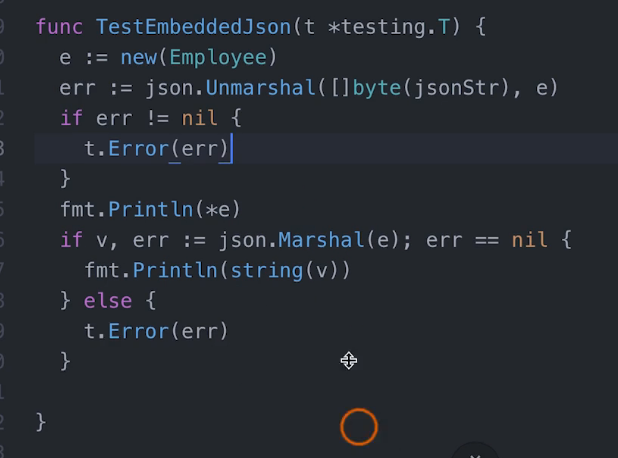 func TestEmbeddedJson(t *testing.T) {
  e := new(Employee)
  err := json.Unmarshal([]byte(jsonStr), e)
  if err != nil {
    t.Error(err)
  }
  fmt.Println(*e)
  if v, err := json.Marshal(e); err == nil {
    fmt.Println(string(v))
  } else {
    t.Error(err)
  }
}